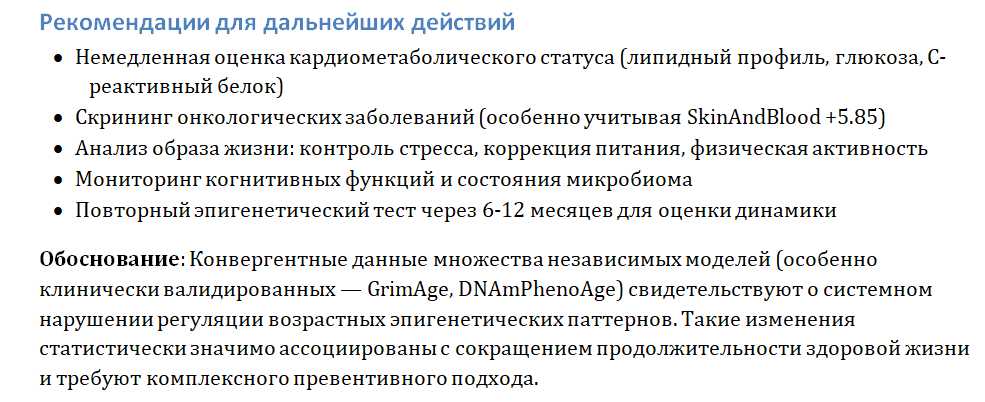 Рекомендации для дальнейших действий
• Немедленная оценка кардиометаболического статуса (липидный профиль, глюкоза, С-
реактивный белок)
• Скрининг онкологических заболеваний (особенно учитывая SkinAndBlood +5.85)
• Анализ образа жизни: контроль стресса, коррекция питания, физическая активность
• Мониторинг когнитивных функций и состояния микробиома
• Повторный эпигенетический тест через 6-12 месяцев для оценки динамики
Обоснование: Конвергентные данные множества независимых моделей (особенно
клинически валидированных — GrimAge, DNAmPhenoAge) свидетельствуют о системном
нарушении регуляции возрастных эпигенетических паттернов. Такие изменения
статистически значимо ассоциированы с сокращением продолжительности здоровой жизни
и требуют комплексного превентивного подхода.